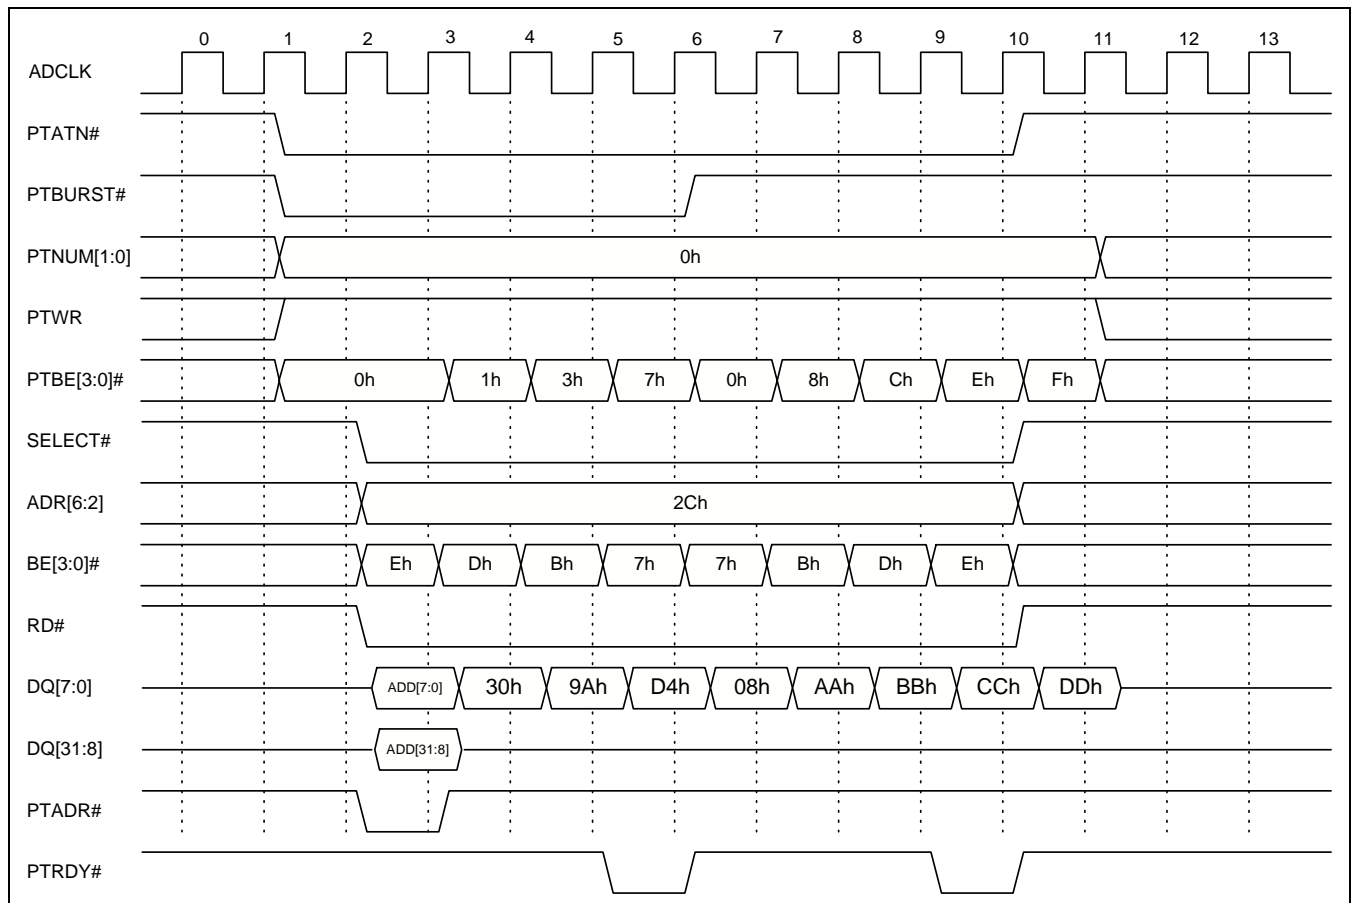 0 1 2 3 4 5 6 7 8 9 10 11 12 13
ADCLK
PTATN#
PTBURST#
PTNUM[1:0] 0h
PTWR
PTBE[3:0]# 0h 1h 3h 7h 0h 8h Ch Eh Fh
SELECT#
ADR[6:2] 2Ch
BE[3:0]# Eh Dh Bh 7h 7h Bh Dh Eh
RD#
DQ[7:0] ADD[7:0] 30h 9Ah D4h 08h AAh BBh CCh DDh
DQ[31:8] ADD[31:8]
PTADR#
PTRDY#